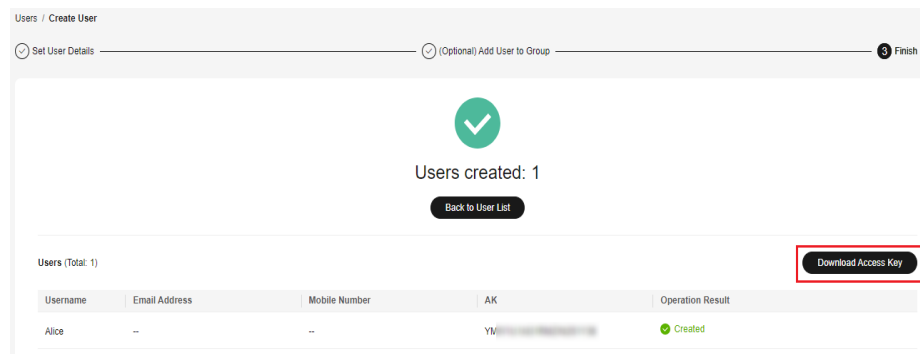 Users / Create User
Set User Details (Optional) Add User to Group 3 Finish
Users created: 1
Back to User List
Users (Total: 1) Download Access Key
Username Email Address Mobile Number AK Operation Result
Alice -- -- YM Created